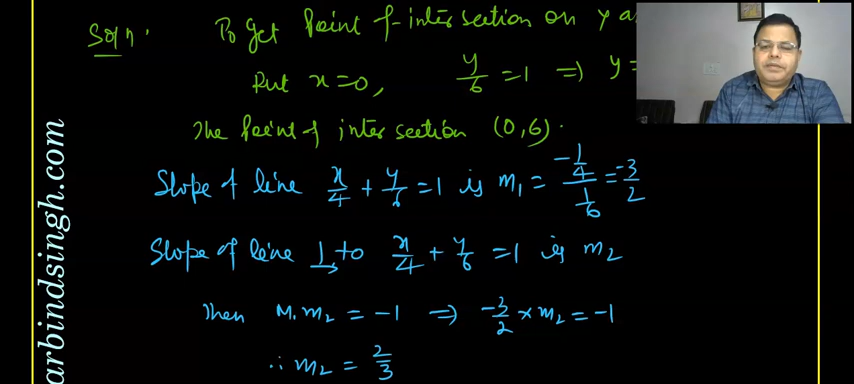 Soln. To get Point of intersection on y
Put x=0, y/6 =1 ⇒ y=
The Point of intersection (0,6).
Slope of line x/4 + y/6 =1 is m₁ = (-1/4)/(1/6) = -3/2
Slope of line ⊥ to x/4 + y/6 =1 is m₂
Then m₁m₂ = -1 ⇒ -3/2 × m₂ = -1
∴ m₂ = 2/3
arbindsingh.com